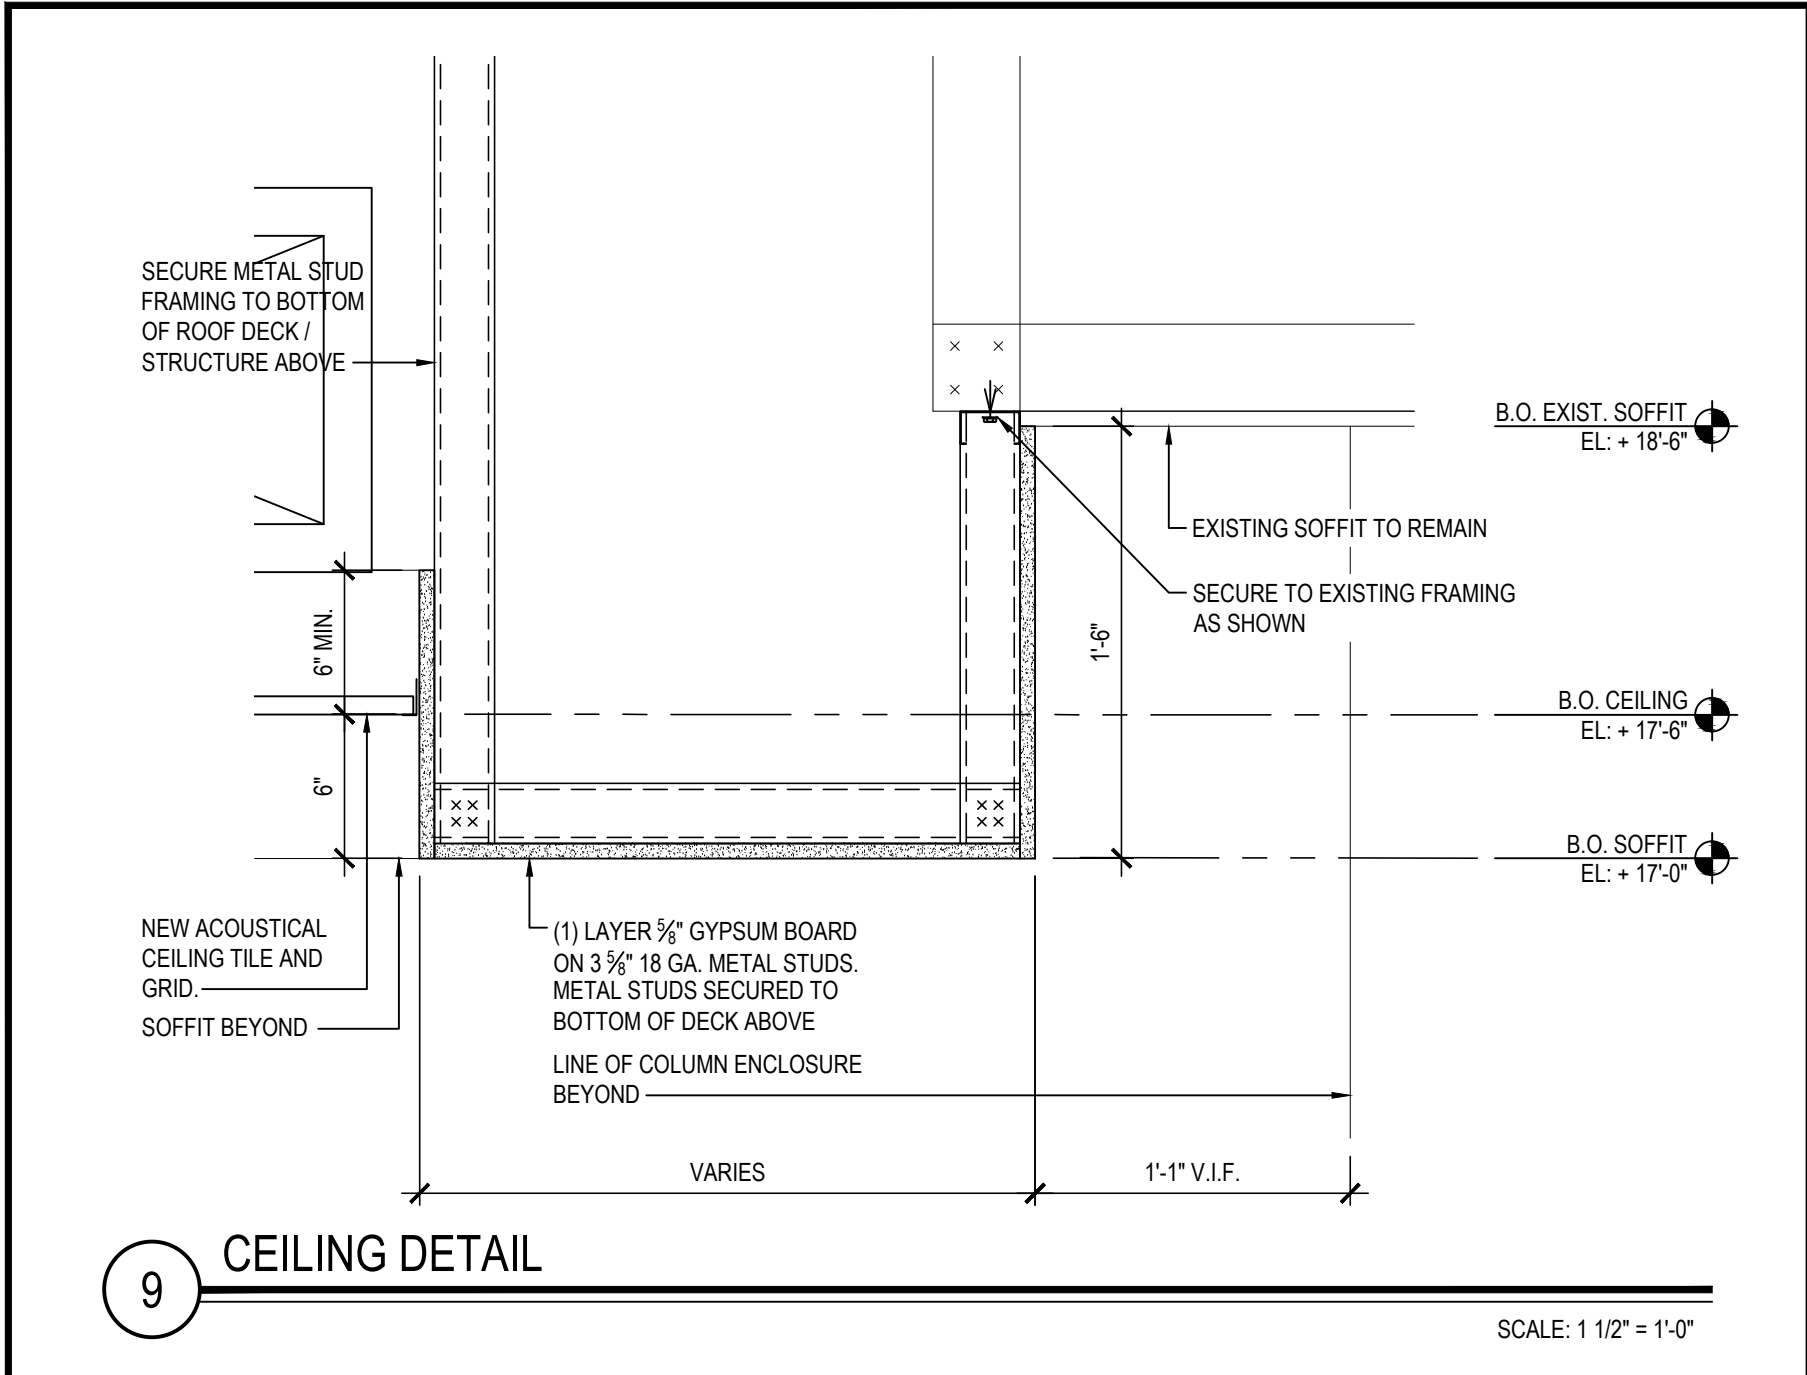 SECURE METAL STUD
FRAMING TO BOTTOM
OF ROOF DECK /
STRUCTURE ABOVE
B.O. EXIST. SOFFIT
EL: + 18'-6"
EXISTING SOFFIT TO REMAIN
SECURE TO EXISTING FRAMING
AS SHOWN
6" MIN.
1'-6"
B.O. CEILING
EL: + 17'-6"
6"
B.O. SOFFIT
EL: + 17'-0"
NEW ACOUSTICAL
CEILING TILE AND
GRID.
SOFFIT BEYOND
(1) LAYER 5/8" GYPSUM BOARD
ON 3 5/8" 18 GA. METAL STUDS.
METAL STUDS SECURED TO
BOTTOM OF DECK ABOVE
LINE OF COLUMN ENCLOSURE
BEYOND
VARIES
1'-1" V.I.F.
9
CEILING DETAIL
SCALE: 1 1/2" = 1'-0"